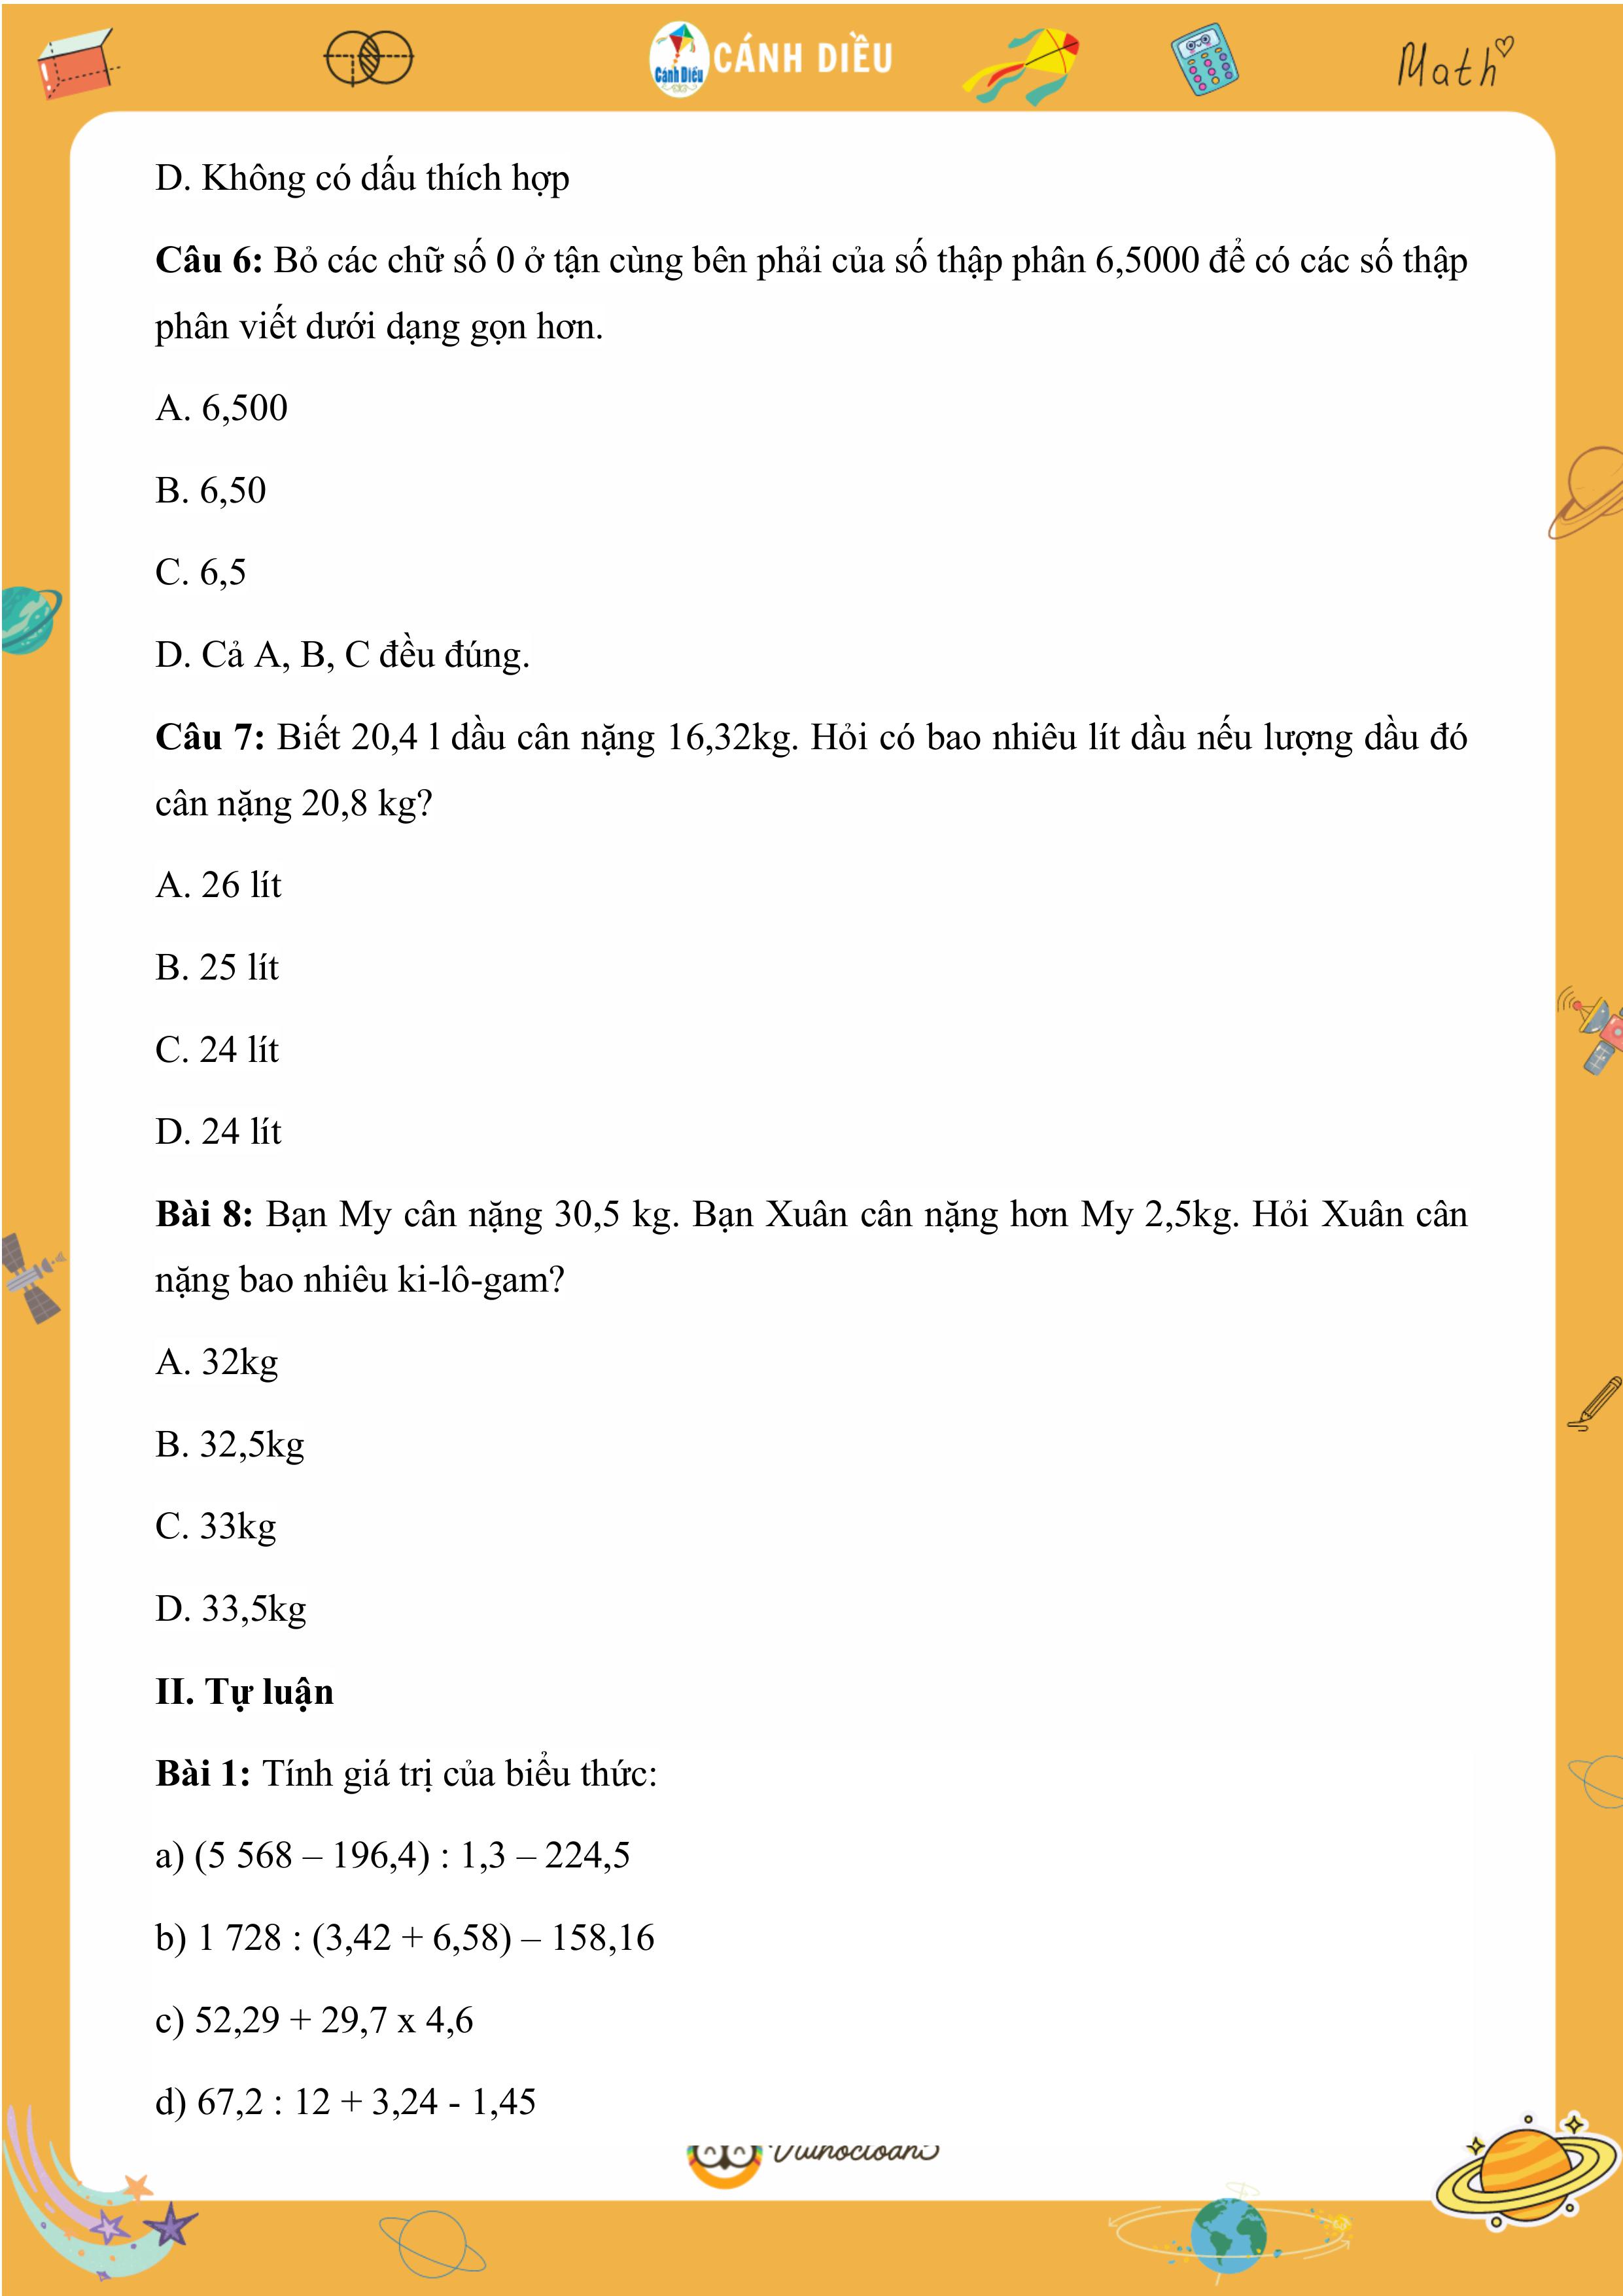 Cánh Diều
CÁNH DIỀU
Math
D. Không có dấu thích hợp
Câu 6: Bỏ các chữ số 0 ở tận cùng bên phải của số thập phân 6,5000 để có các số thập
phân viết dưới dạng gọn hơn.
A. 6,500
B. 6,50
C. 6,5
D. Cả A, B, C đều đúng.
Câu 7: Biết 20,4 l dầu cân nặng 16,32kg. Hỏi có bao nhiêu lít dầu nếu lượng dầu đó
cân nặng 20,8 kg?
A. 26 lít
B. 25 lít
C. 24 lít
D. 24 lít
Bài 8: Bạn My cân nặng 30,5 kg. Bạn Xuân cân nặng hơn My 2,5kg. Hỏi Xuân cân
nặng bao nhiêu ki-lô-gam?
A. 32kg
B. 32,5kg
C. 33kg
D. 33,5kg
II. Tự luận
Bài 1: Tính giá trị của biểu thức:
a) (5 568 – 196,4) : 1,3 – 224,5
b) 1 728 : (3,42 + 6,58) – 158,16
c) 52,29 + 29,7 x 4,6
d) 67,2 : 12 + 3,24 - 1,45